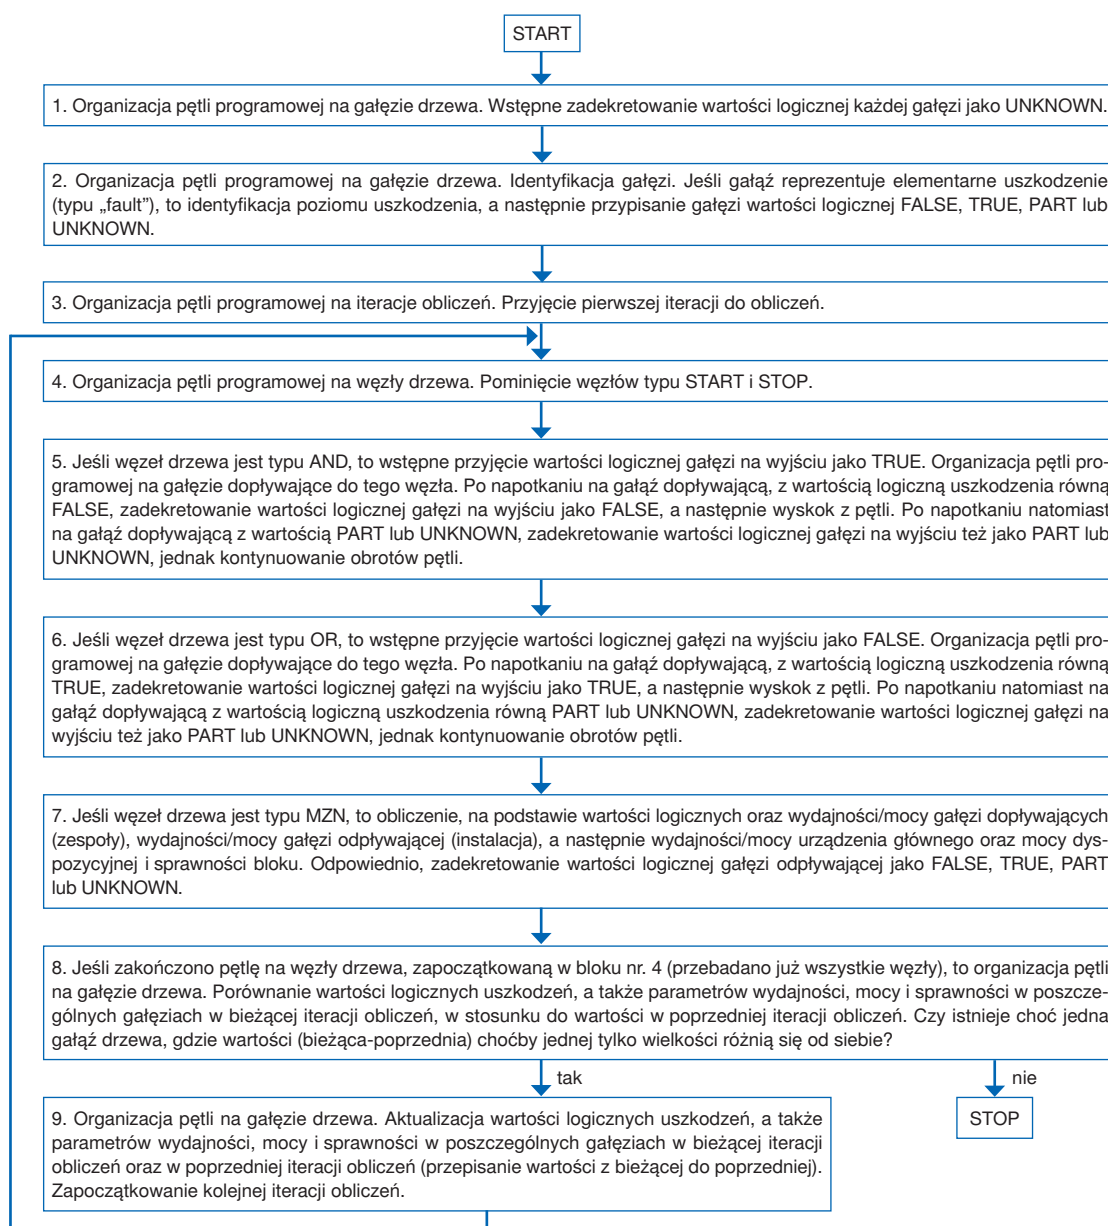 START
1. Organizacja pętli programowej na gałęzie drzewa. Wstępne zadekretowanie wartości logicznej każdej gałęzi jako UNKNOWN.
2. Organizacja pętli programowej na gałęzie drzewa. Identyfikacja gałęzi. Jeśli gałąź reprezentuje elementarne uszkodzenie
(typu „fault”), to identyfikacja poziomu uszkodzenia, a następnie przypisanie gałęzi wartości logicznej FALSE, TRUE, PART lub
UNKNOWN.
3. Organizacja pętli programowej na iteracje obliczeń. Przyjęcie pierwszej iteracji do obliczeń.
4. Organizacja pętli programowej na węzły drzewa. Pominięcie węzłów typu START i STOP.
5. Jeśli węzeł drzewa jest typu AND, to wstępne przyjęcie wartości logicznej gałęzi na wyjściu jako TRUE. Organizacja pętli pro-
gramowej na gałęzie dopływające do tego węzła. Po napotkaniu na gałąź dopływającą, z wartością logiczną uszkodzenia równą
FALSE, zadekretowanie wartości logicznej gałęzi na wyjściu jako FALSE, a następnie wyskok z pętli. Po napotkaniu natomiast
na gałąź dopływającą z wartością PART lub UNKNOWN, zadekretowanie wartości logicznej gałęzi na wyjściu też jako PART lub
UNKNOWN, jednak kontynuowanie obrotów pętli.
6. Jeśli węzeł drzewa jest typu OR, to wstępne przyjęcie wartości logicznej gałęzi na wyjściu jako FALSE. Organizacja pętli pro-
gramowej na gałęzie dopływające do tego węzła. Po napotkaniu na gałąź dopływającą, z wartością logiczną uszkodzenia równą
TRUE, zadekretowanie wartości logicznej gałęzi na wyjściu jako TRUE, a następnie wyskok z pętli. Po napotkaniu natomiast na
gałąź dopływającą z wartością logiczną uszkodzenia równą PART lub UNKNOWN, zadekretowanie wartości logicznej gałęzi na
wyjściu też jako PART lub UNKNOWN, jednak kontynuowanie obrotów pętli.
7. Jeśli węzeł drzewa jest typu MZN, to obliczenie, na podstawie wartości logicznych oraz wydajności/mocy gałęzi dopływających
(zespoły), wydajności/mocy gałęzi odpływającej (instalacja), a następnie wydajności/mocy urządzenia głównego oraz mocy dys-
pozycyjnej i sprawności bloku. Odpowiednio, zadekretowanie wartości logicznej gałęzi odpływającej jako FALSE, TRUE, PART
lub UNKNOWN.
8. Jeśli zakończono pętlę na węzły drzewa, zapoczątkowaną w bloku nr. 4 (przebadano już wszystkie węzły), to organizacja pętli
na gałęzie drzewa. Porównanie wartości logicznych uszkodzeń, a także parametrów wydajności, mocy i sprawności w poszcze-
gólnych gałęziach w bieżącej iteracji obliczeń, w stosunku do wartości w poprzedniej iteracji obliczeń. Czy istnieje choć jedna
gałąź drzewa, gdzie wartości (bieżąca-poprzednia) choćby jednej tylko wielkości różnią się od siebie?
tak
nie
9. Organizacja pętli na gałęzie drzewa. Aktualizacja wartości logicznych uszkodzeń, a także
parametrów wydajności, mocy i sprawności w poszczególnych gałęziach w bieżącej iteracji
obliczeń oraz w poprzedniej iteracji obliczeń (przepisanie wartości z bieżącej do poprzedniej).
Zapoczątkowanie kolejnej iteracji obliczeń.
STOP